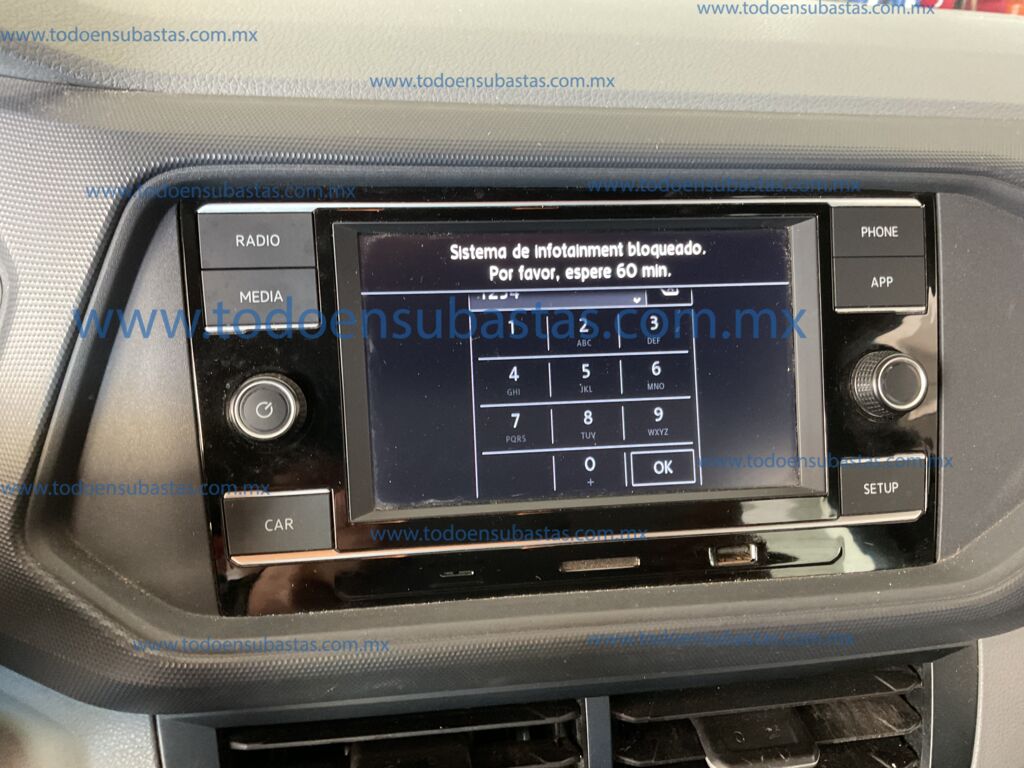 www.todoensubastas.com.mx
www.todoensubastas.com.mx
www.todoensubastas.com.mx
www.todoensubastas.com.mx
www.todoensubastas.com.mx
RADIO
PHONE
Sistema de infotainment bloqueado.
Por favor, espere 60 min.
MEDIA
APP
1234
www.todoensubastas.com.mx
1 2 3
ABC DEF
4 5 6
GHI JKL MNO
7 8 9
PQRS TUV WXYZ
0 OK
+
www.todoensubastas.com.mx
www.todoensubastas.com.mx
SETUP
CAR
www.todoensubastas.com.mx
www.todoensubastas.com.mx
www.todoensubastas.com.mx